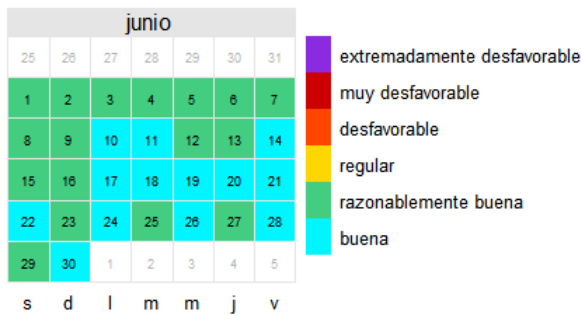 junio
25 26 27 28 29 30 31
1 2 3 4 5 6 7
8 9 10 11 12 13 14
15 16 17 18 19 20 21
22 23 24 25 26 27 28
29 30 1 2 3 4 5
s d l m m j v
extremadamente desfavorable
muy desfavorable
desfavorable
regular
razonablemente buena
buena